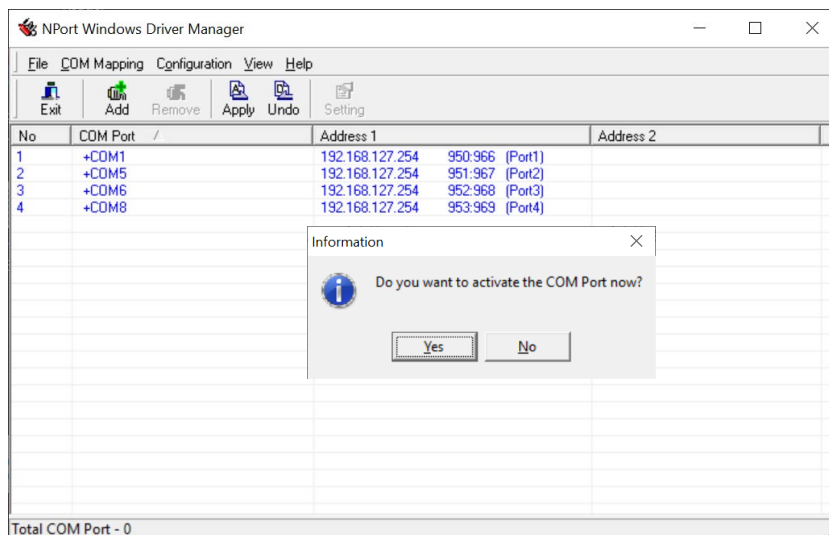 NPort Windows Driver Manager
File COM Mapping Configuration View Help
Exit Add Remove Apply Undo Setting
No COM Port / Address 1 Address 2
1 +COM1 192.168.127.254 950:966 (Port1)
2 +COM5 192.168.127.254 951:967 (Port2)
3 +COM6 192.168.127.254 952:968 (Port3)
4 +COM8 192.168.127.254 953:969 (Port4)
Information
Do you want to activate the COM Port now?
Yes No
Total COM Port - 0